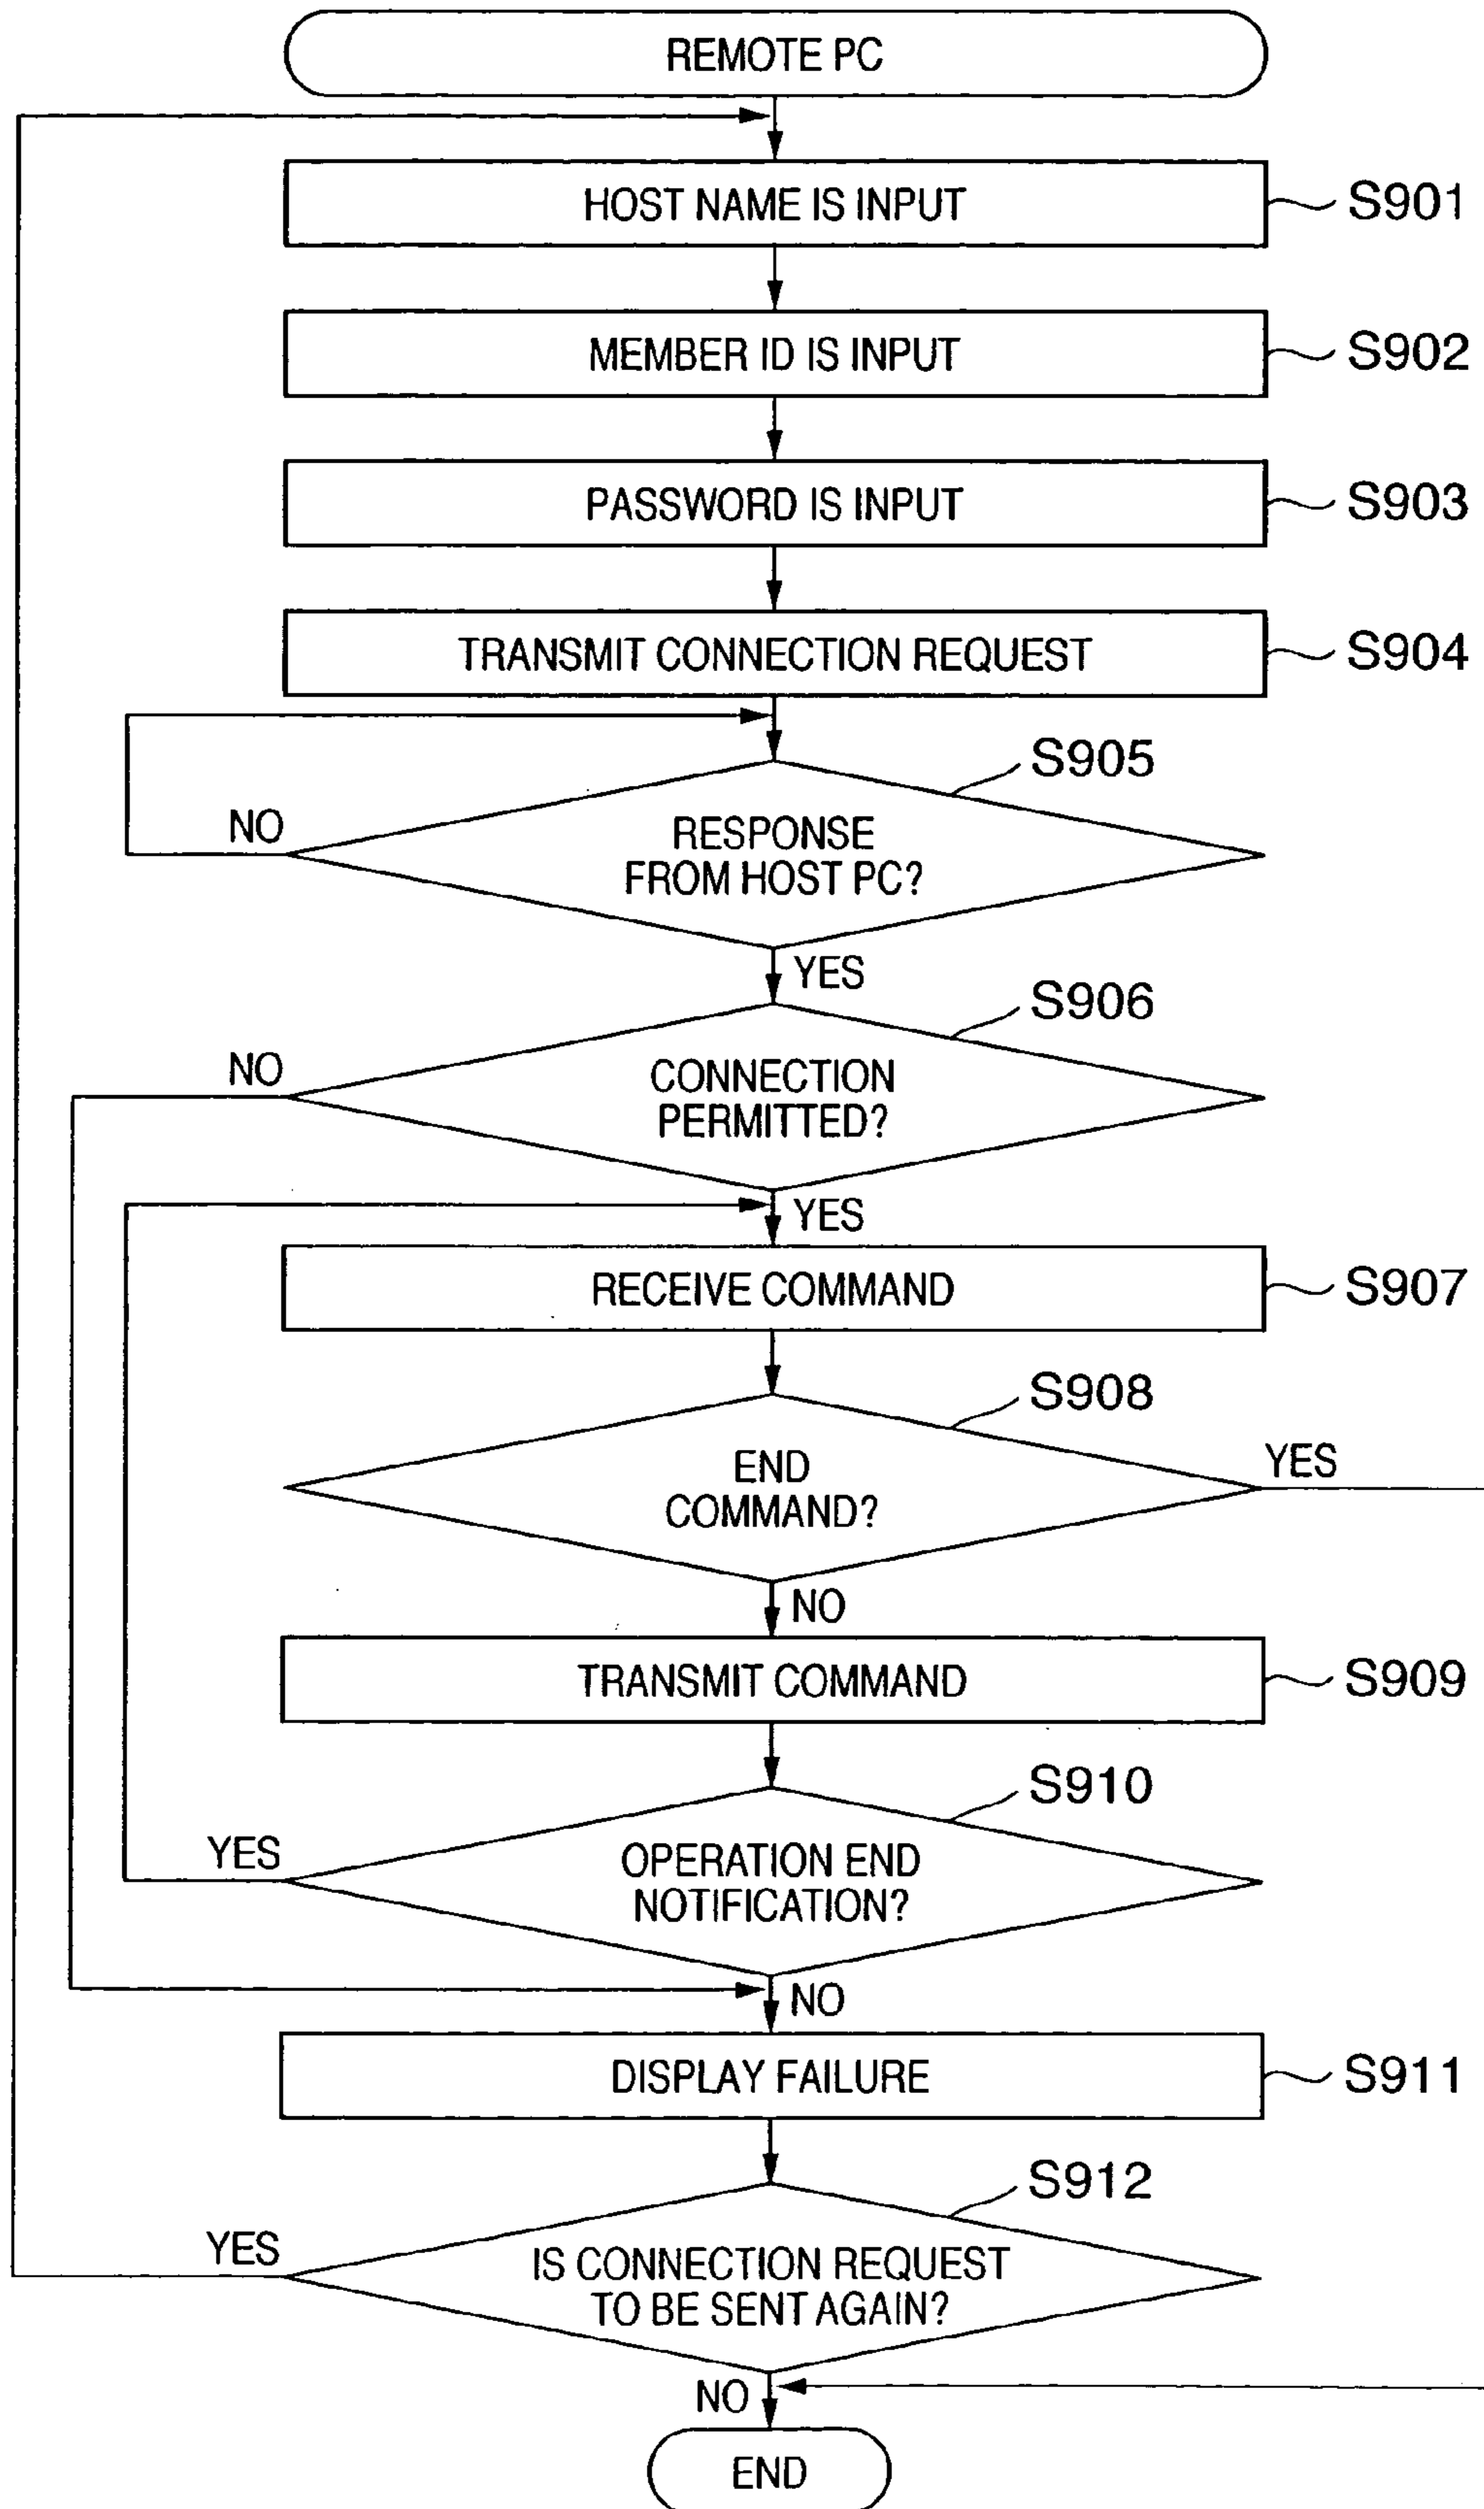 REMOTE PC
HOST NAME IS INPUT
S901
MEMBER ID IS INPUT
S902
PASSWORD IS INPUT
S903
TRANSMIT CONNECTION REQUEST
S904
S905
NO
RESPONSE
FROM HOST PC?
YES
S906
NO
CONNECTION
PERMITTED?
YES
RECEIVE COMMAND
S907
S908
END
COMMAND?
YES
NO
TRANSMIT COMMAND
S909
S910
YES
OPERATION END
NOTIFICATION?
NO
DISPLAY FAILURE
S911
S912
YES
IS CONNECTION REQUEST
TO BE SENT AGAIN?
NO
END